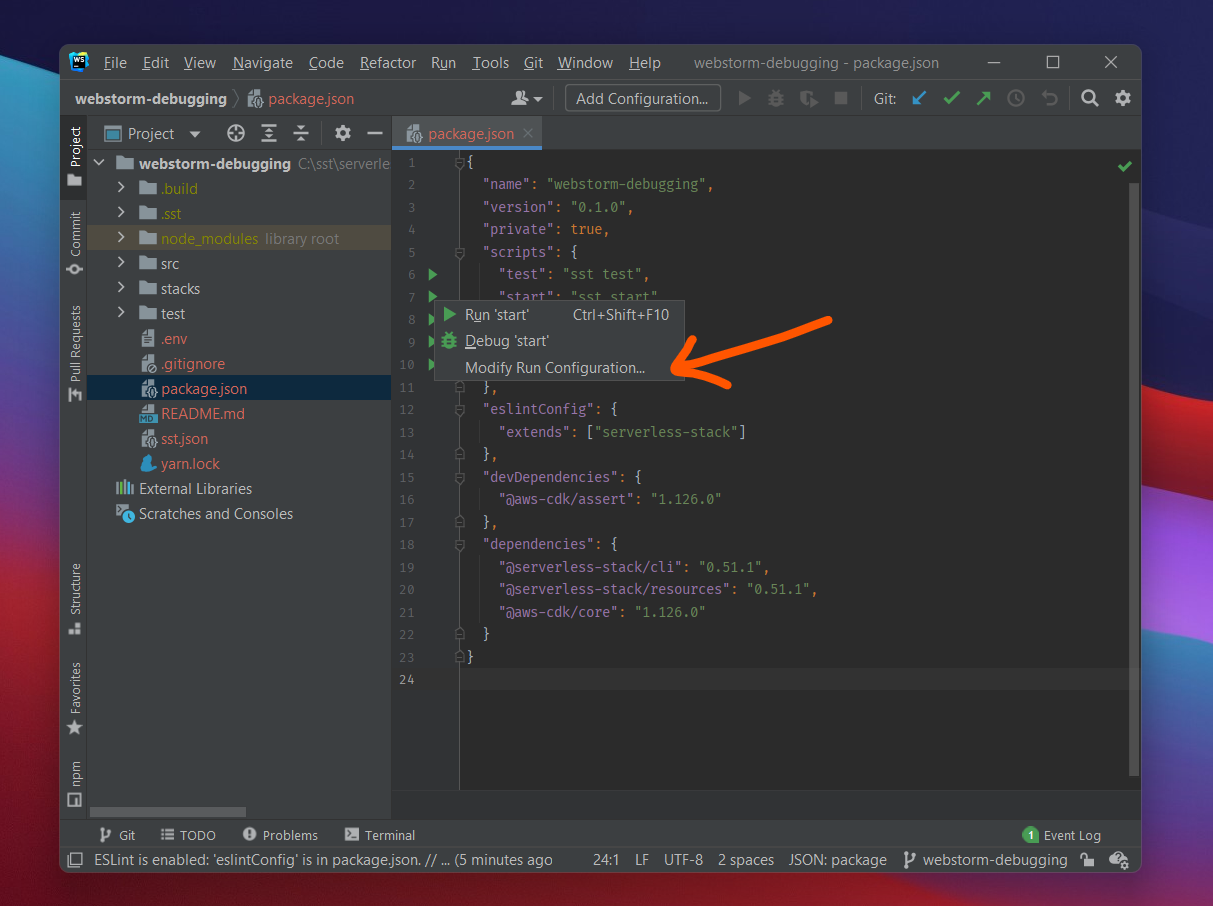 WS
File Edit View Navigate Code Refactor Run Tools Git Window Help webstorm-debugging - package.json
webstorm-debugging package.json Add Configuration... Git:
Project
package.json
Project
Commit
Pull Requests
Structure
Favorites
npm
webstorm-debugging C:\sst\serverle
.build
.sst
node_modules library root
src
stacks
test
.env
.gitignore
package.json
MD README.md
sst.json
yarn.lock
External Libraries
Scratches and Consoles
1 {
2 "name": "webstorm-debugging",
3 "version": "0.1.0",
4 "private": true,
5 "scripts": {
6 "test": "sst test",
7 "start": "sst start",
8
9
10
Run 'start' Ctrl+Shift+F10
Debug 'start'
Modify Run Configuration...
11 },
12 "eslintConfig": {
13 "extends": ["serverless-stack"]
14 },
15 "devDependencies": {
16 "@aws-cdk/assert": "1.126.0"
17 },
18 "dependencies": {
19 "@serverless-stack/cli": "0.51.1",
20 "@serverless-stack/resources": "0.51.1",
21 "@aws-cdk/core": "1.126.0"
22 }
23 }
24
Git TODO Problems Terminal 1 Event Log
ESLint is enabled: 'eslintConfig' is in package.json. // ... (5 minutes ago 24:1 LF UTF-8 2 spaces JSON: package webstorm-debugging